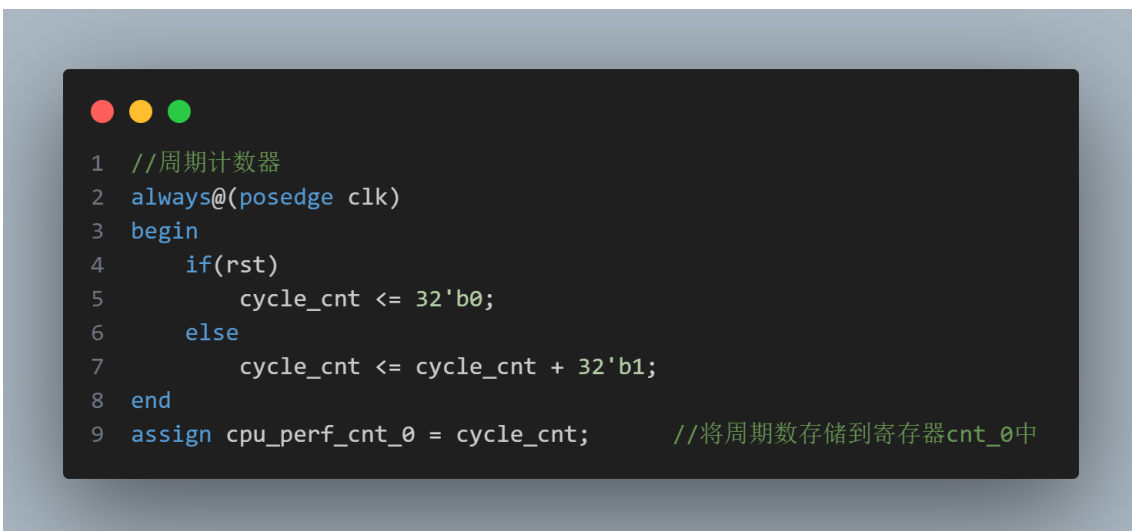 1 //周期计数器
2 always@(posedge clk)
3 begin
4     if(rst)
5         cycle_cnt <= 32'b0;
6     else
7         cycle_cnt <= cycle_cnt + 32'b1;
8 end
9 assign cpu_perf_cnt_0 = cycle_cnt;      //将周期数存储到寄存器cnt_0中